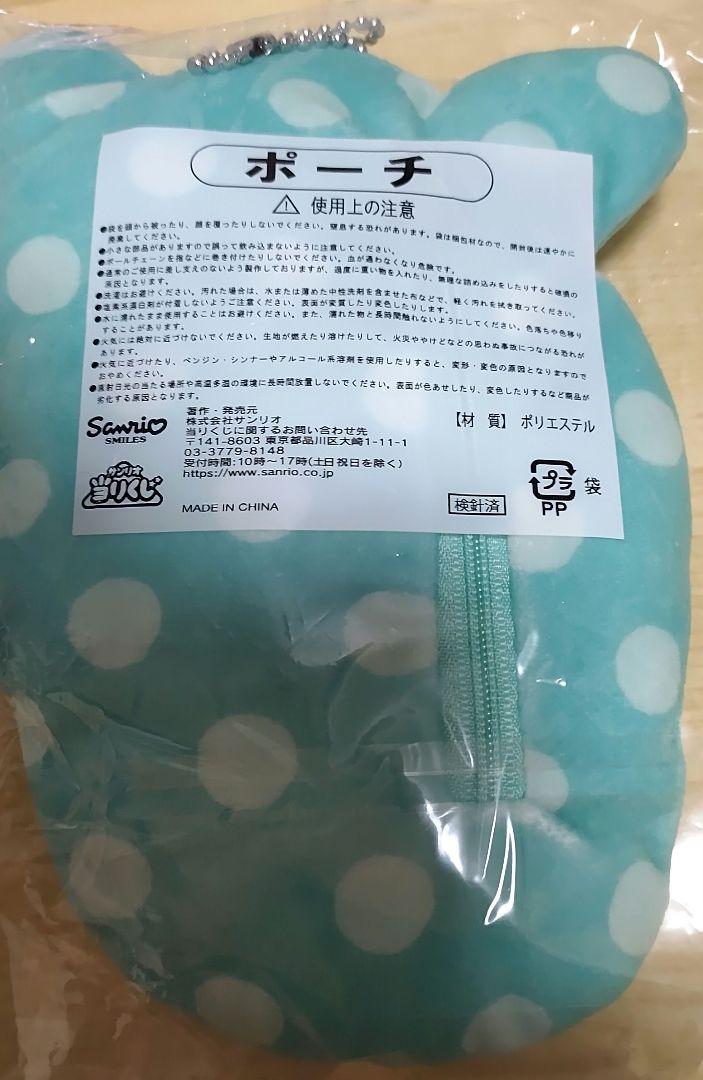 ポーチ
⚠ 使用上の注意
●袋を頭から被ったり、顔を覆ったりしないでください。窒息する恐れがあります。袋は梱包材なので、開封後は速やかに
廃棄してください。
●小さな部品がありますので誤って飲み込まないように注意してください。
●ボールチェーンを指などに巻き付けたりしないでください。血が通わなくなり危険です。
●通常のご使用に差し支えのないよう製作しておりますが、過度に重い物を入れたり、無理な詰め込みをしたりすると破損の
原因となります。
●洗濯はお避けください。汚れた場合は、水または薄めた中性洗剤を含ませた布などで、軽く汚れを拭き取ってください。
●塩素系漂白剤が付着しないようご注意ください。表面が変質したり変色したりします。
●水に濡れたまま使用することはお避けください。また、濡れた物と長時間触れないようにしてください。色落ちや色移り
することがあります。
●火気には絶対に近づけないでください。生地が燃えたり溶けたりして、火災ややけどなどの思わぬ事故につながる恐れが
あります。
●火気に近づけたり、ベンジン・シンナーやアルコール系溶剤を使用したりすると、変形・変色の原因となりますので
おやめください。
●直射日光の当たる場所や高温多湿の環境に長時間放置しないでください。表面が色あせしたり、変色したりするなど商品が
劣化する原因となります。
Sanrio
SMILES
サンリオ
当りくじ
著作・発売元
株式会社サンリオ
当りくじに関するお問い合わせ先
〒141-8603 東京都品川区大崎1-11-1
03-3779-8148
受付時間:10時〜17時(土日祝日を除く)
https://www.sanrio.co.jp
MADE IN CHINA
【材 質】 ポリエステル
検針済
プラ
PP
袋